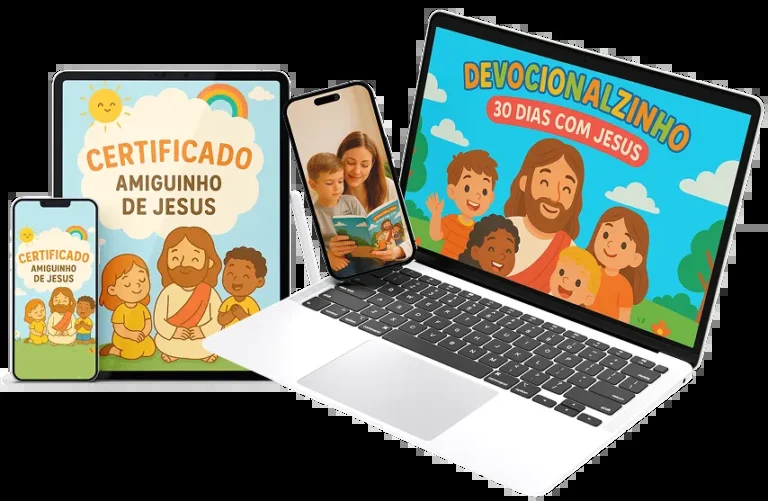 CERTIFICADO
AMIGUINHO
DE JESUS
CERTIFICADO
AMIGUINHO
DE JESUS
DEVOCIONALZINHO
30 DIAS COM JESUS